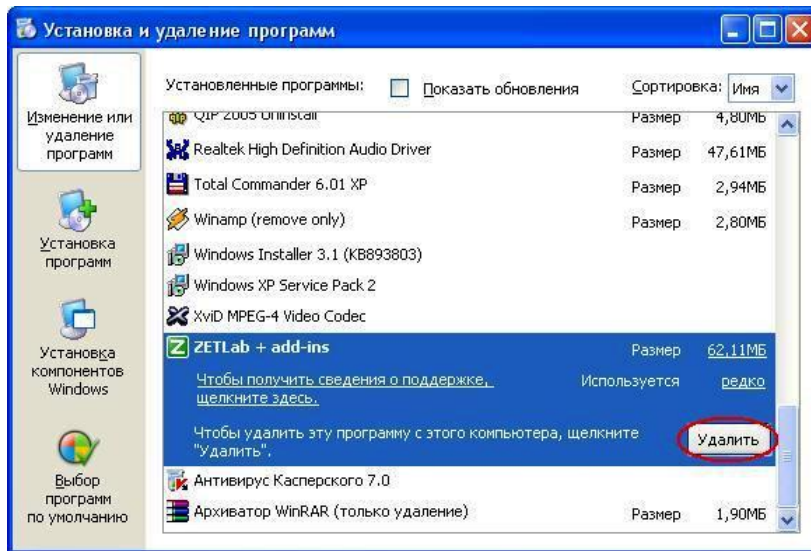 Установка и удаление программ
Изменение или
удаление
программ
Установка
программ
Установка
компонентов
Windows
Выбор
программ
по умолчанию
Установленные программы: Показать обновления Сортировка: Имя
QIP 2005 Uninstall Размер 4,80МБ
Realtek High Definition Audio Driver Размер 47,61МБ
Total Commander 6.01 XP Размер 2,94МБ
Winamp (remove only) Размер 2,80МБ
Windows Installer 3.1 (KB893803)
Windows XP Service Pack 2
XviD MPEG-4 Video Codec
ZETLab + add-ins Размер 62,11МБ
Чтобы получить сведения о поддержке, Используется редко
щелкните здесь.
Чтобы удалить эту программу с этого компьютера, щелкните
"Удалить".
Удалить
Антивирус Касперского 7.0
Архиватор WinRAR (только удаление) Размер 1,90МБ